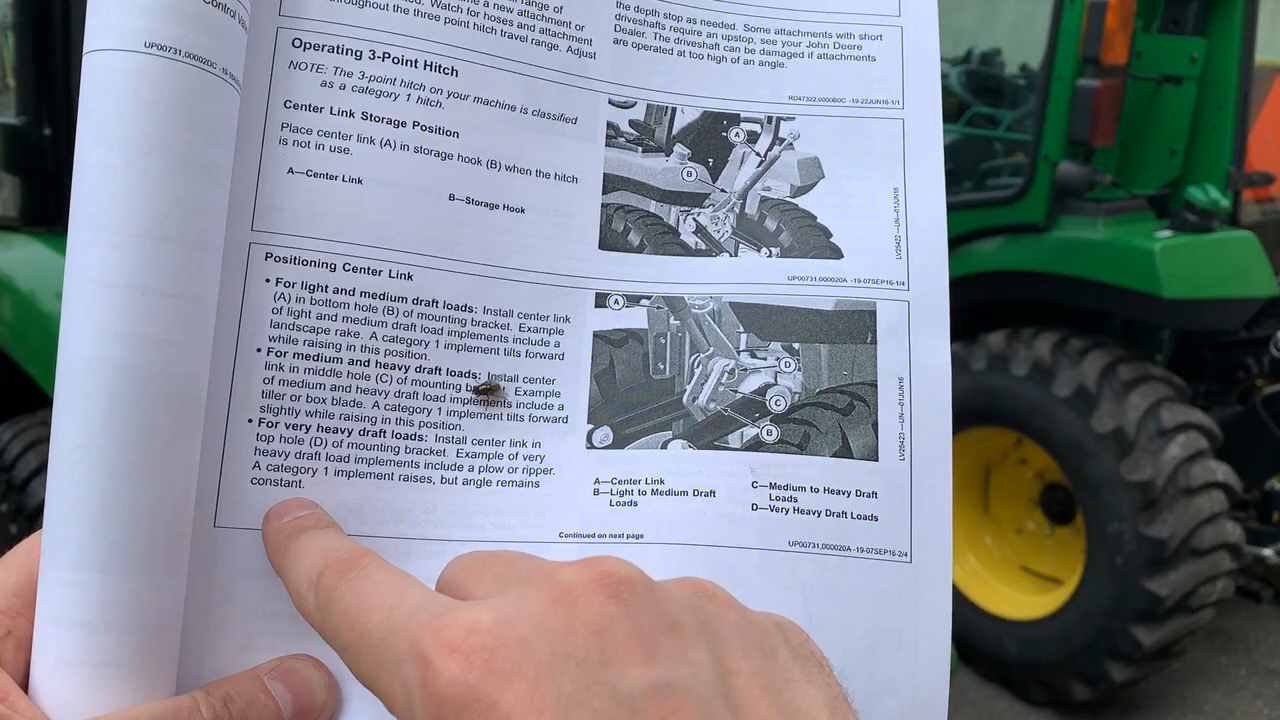 Control Val
UP00731,00002DC
range of
e a new attachment or
ed. Watch for hoses and attachment
throughout the three point hitch travel range. Adjust
the depth stop as needed. Some attachments with short
driveshafts require an upstop, see your John Deere
Dealer. The driveshaft can be damaged if attachments
are operated at too high of an angle.
RD47322,0000B0C -19-22JUN16-1/1
Operating 3-Point Hitch
NOTE: The 3-point hitch on your machine is classified
as a category 1 hitch.
Center Link Storage Position
Place center link (A) in storage hook (B) when the hitch
is not in use.
A—Center Link
B—Storage Hook
A
B
LV25422 —UN—01JUN16
UP00731,000020A -19-07SEP16-1/4
Positioning Center Link
• For light and medium draft loads: Install center link
(A) in bottom hole (B) of mounting bracket. Example
of light and medium draft load implements include a
landscape rake. A category 1 implement tilts forward
while raising in this position.
• For medium and heavy draft loads: Install center
link in middle hole (C) of mounting Example
of medium and heavy draft load implements include a
tiller or box blade. A category 1 implement tilts forward
slightly while raising in this position.
• For very heavy draft loads: Install center link in
top hole (D) of mounting bracket. Example of very
heavy draft load implements include a plow or ripper.
A category 1 implement raises, but angle remains
constant.
A
D
C
B
LV25423 —UN—01JUN16
A—Center Link
B—Light to Medium Draft
Loads
C—Medium to Heavy Draft
Loads
D—Very Heavy Draft Loads
Continued on next page
UP00731,000020A -19-07SEP16-2/4